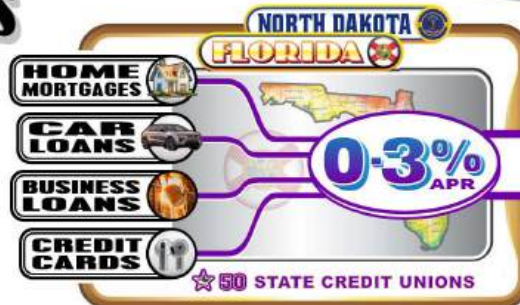 NORTH DAKOTA
FLORIDA
HOME
MORTGAGES
CAR
LOANS
0-3%
APR
BUSINESS
LOANS
CREDIT
CARDS
50 STATE CREDIT UNIONS